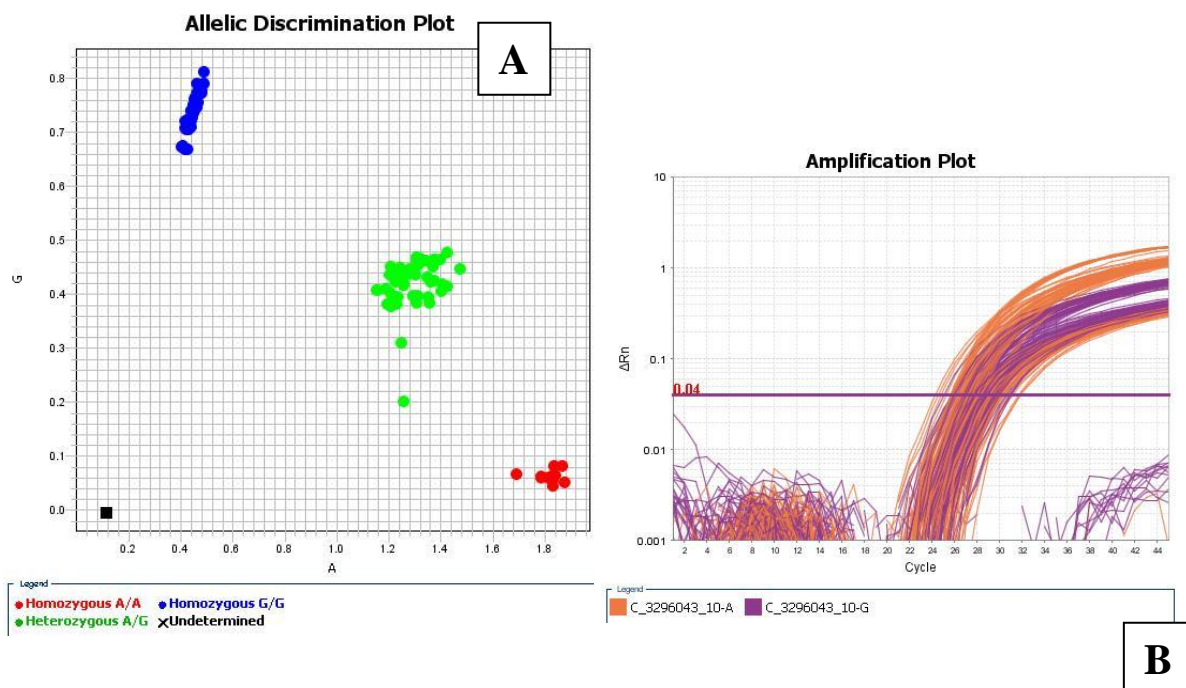 Allelic Discrimination Plot
A
G
0.8
0.7
0.6
0.5
0.4
0.3
0.2
0.1
0.0
0.2 0.4 0.6 0.8 1.0 1.2 1.4 1.6 1.8
A
Legend
Homozygous A/A Homozygous G/G
Heterozygous A/G Undetermined
Amplification Plot
ΔRn
10
1
0.1
0.04
0.01
0.001
2 4 6 8 10 12 14 16 18 20 22 24 26 28 30 32 34 36 38 40 42 44
Cycle
Legend
C_3296043_10-A C_3296043_10-G
B